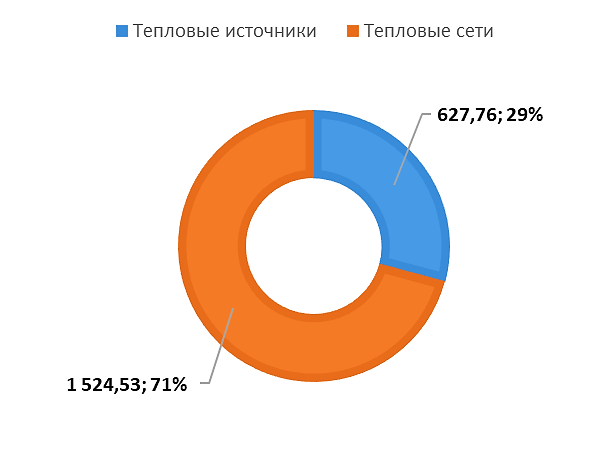 Тепловые источники Тепловые сети
627,76; 29%
1 524,53; 71%